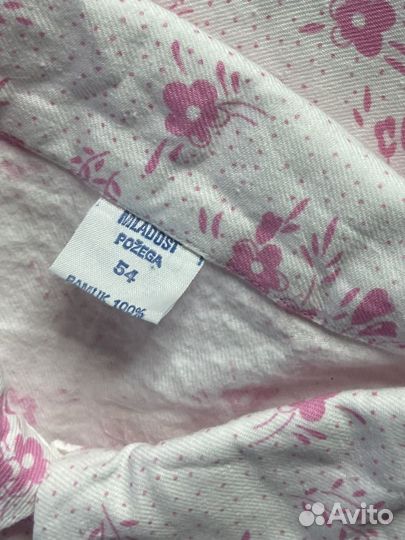 MLADOST
POŽEGA
54
PAMUK 100%
Avito